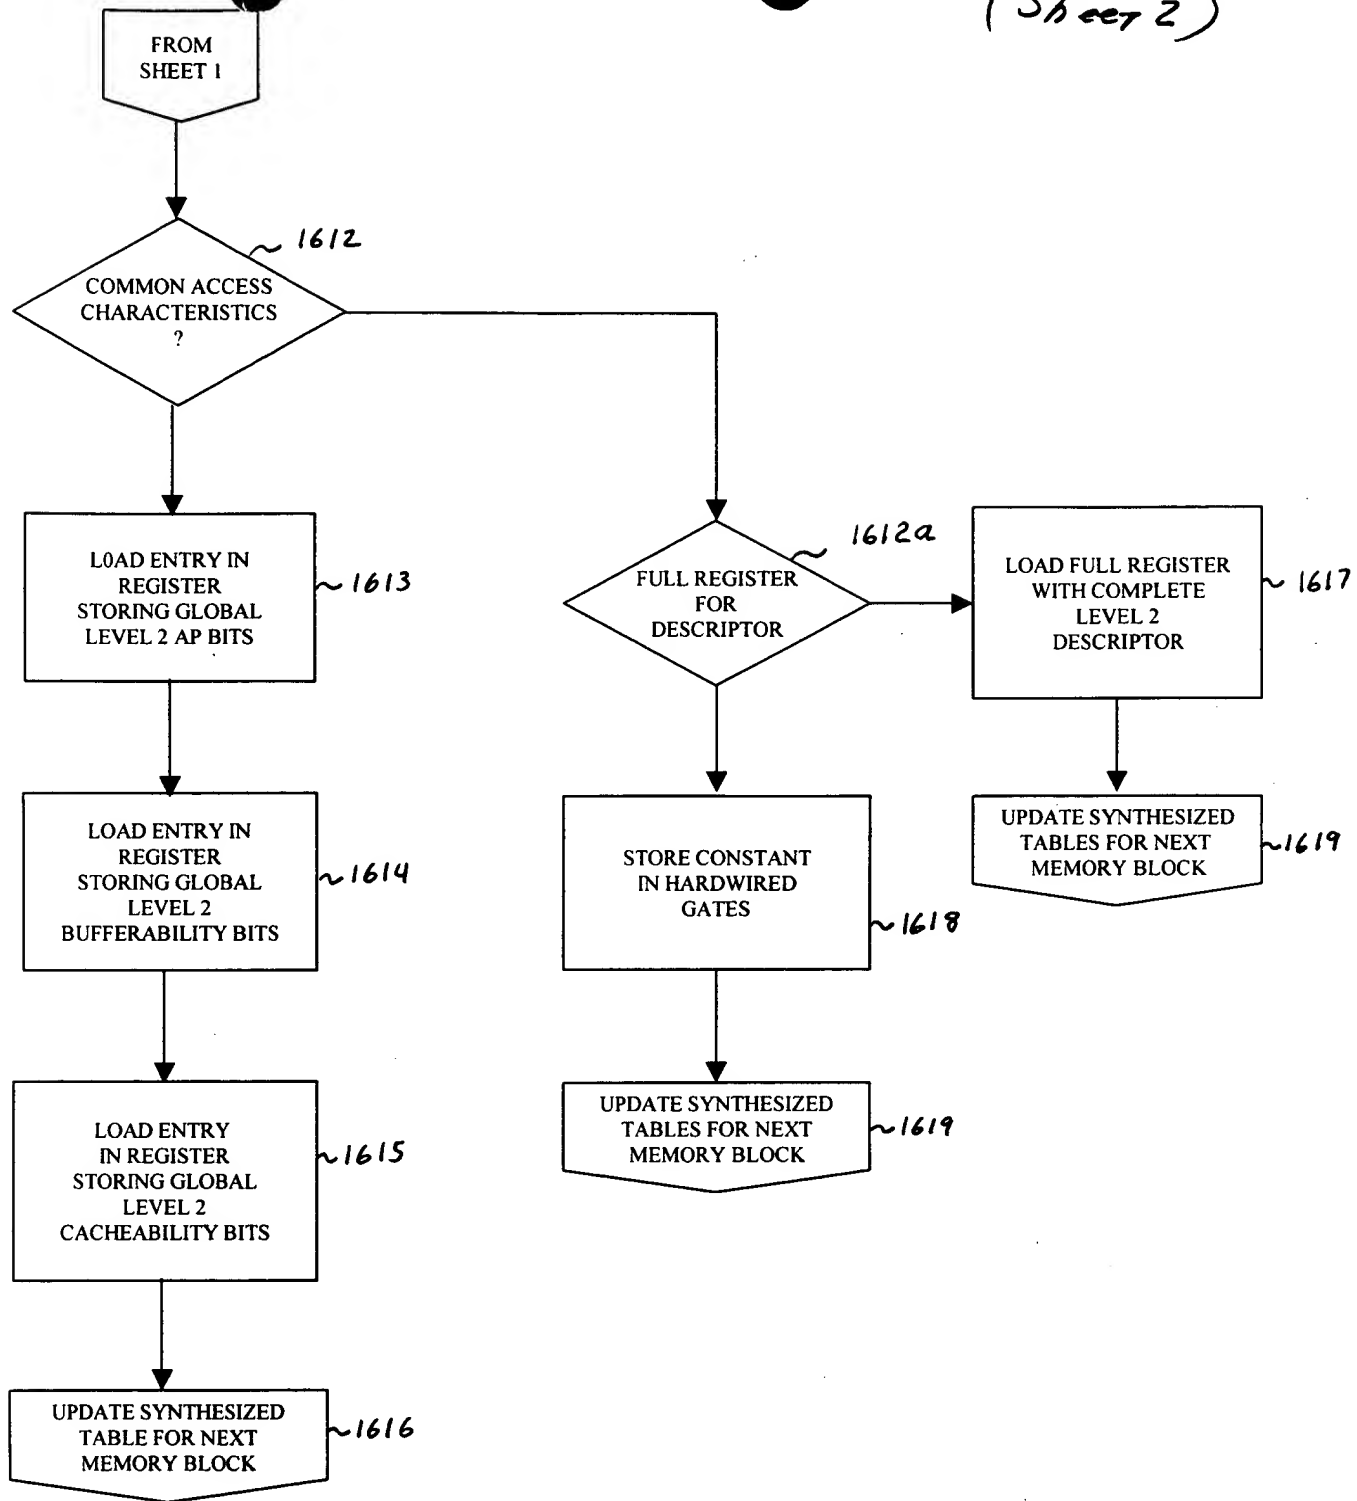 (Sheet 2)
FROM
SHEET 1
1612
COMMON ACCESS
CHARACTERISTICS
?
L0AD ENTRY IN
REGISTER
STORING GLOBAL
LEVEL 2 AP BITS
1613
LOAD ENTRY IN
REGISTER
STORING GLOBAL
LEVEL 2
BUFFERABILITY BITS
1614
LOAD ENTRY
IN REGISTER
STORING GLOBAL
LEVEL 2
CACHEABILITY BITS
1615
UPDATE SYNTHESIZED
TABLE FOR NEXT
MEMORY BLOCK
1616
1612a
FULL REGISTER
FOR
DESCRIPTOR
STORE CONSTANT
IN HARDWIRED
GATES
1618
UPDATE SYNTHESIZED
TABLES FOR NEXT
MEMORY BLOCK
1619
LOAD FULL REGISTER
WITH COMPLETE
LEVEL 2
DESCRIPTOR
1617
UPDATE SYNTHESIZED
TABLES FOR NEXT
MEMORY BLOCK
1619